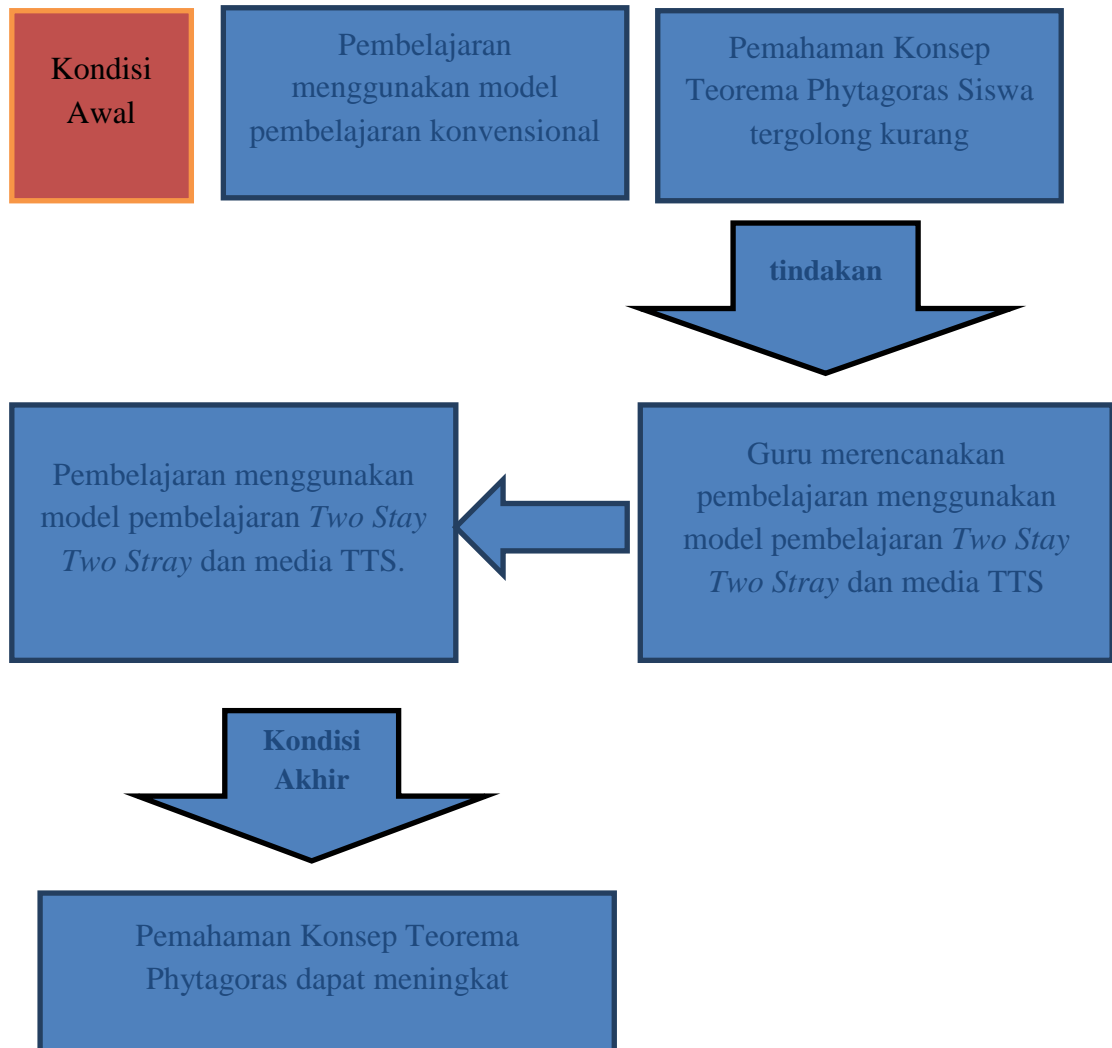 Kondisi
Awal
Pembelajaran
menggunakan model
pembelajaran konvensional
Pemahaman Konsep
Teorema Phytagoras Siswa
tergolong kurang
tindakan
Guru merencanakan
pembelajaran menggunakan
model pembelajaran Two Stay
Two Stray dan media TTS
Pembelajaran menggunakan
model pembelajaran Two Stay
Two Stray dan media TTS.
Kondisi
Akhir
Pemahaman Konsep Teorema
Phytagoras dapat meningkat